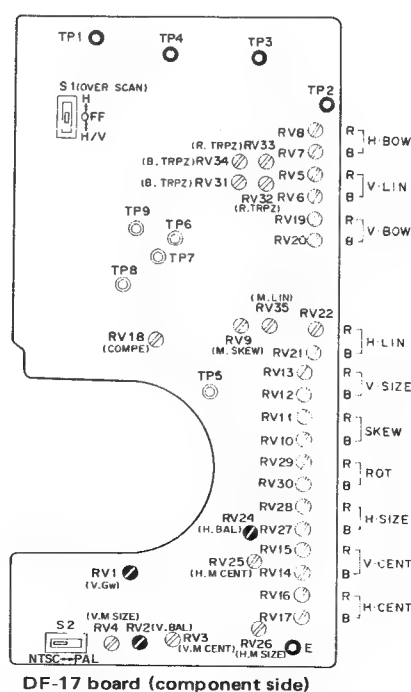 TP1
TP4
TP3
S1 (OVER SCAN)
H
OFF
H/V
TP2
RV8 R
H·BOW
RV7 B
(R.TRPZ) RV33
(B.TRPZ) RV34
RV5 R
V·LIN
(B.TRPZ) RV31
RV6 B
RV32
(R.TRPZ)
RV19 R
V·BOW
RV20 B
TP9
TP6
TP7
TP8
(M.LIN)
RV35
RV22 R
H·LIN
RV18
(COMPE)
RV9
(M.SKEW)
RV21 B
RV13 R
V·SIZE
RV12 B
TP5
RV11 R
SKEW
RV10 B
RV29 R
ROT
RV30 B
RV28 R
H·SIZE
RV27 B
RV24
(H.BAL)
RV15 R
V·CENT
RV14 B
RV25
(H.M CENT)
RV1
(V.Gw)
RV16 R
H·CENT
RV17 B
S2
NTSC↔PAL
(V.M SIZE)
RV4
RV2 (V.BAL)
RV3
(V.M CENT)
RV26
(H.M SIZE)
E
DF-17 board (component side)